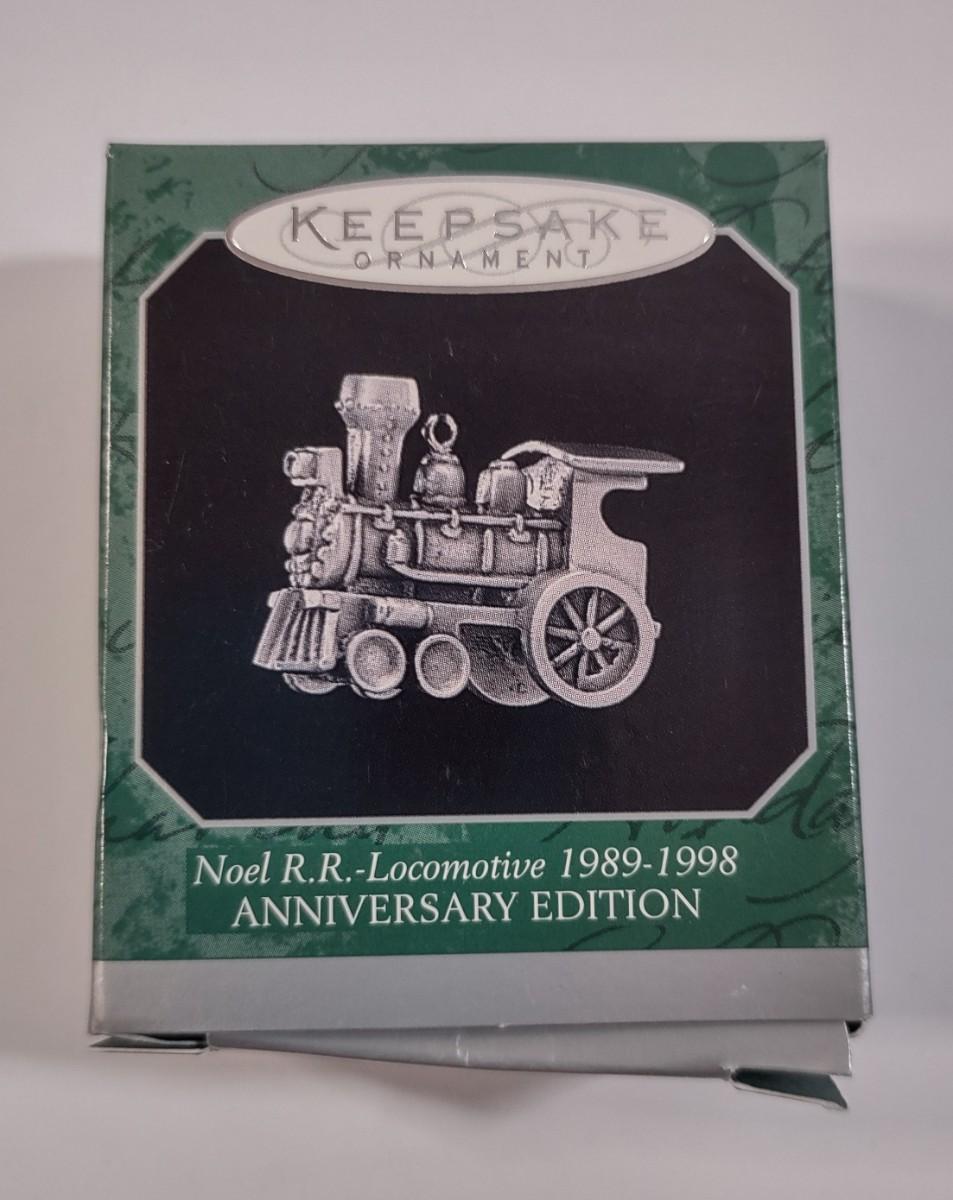 KEEPSAKE
ORNAMENT
Noel R.R.-Locomotive 1989-1998
ANNIVERSARY EDITION